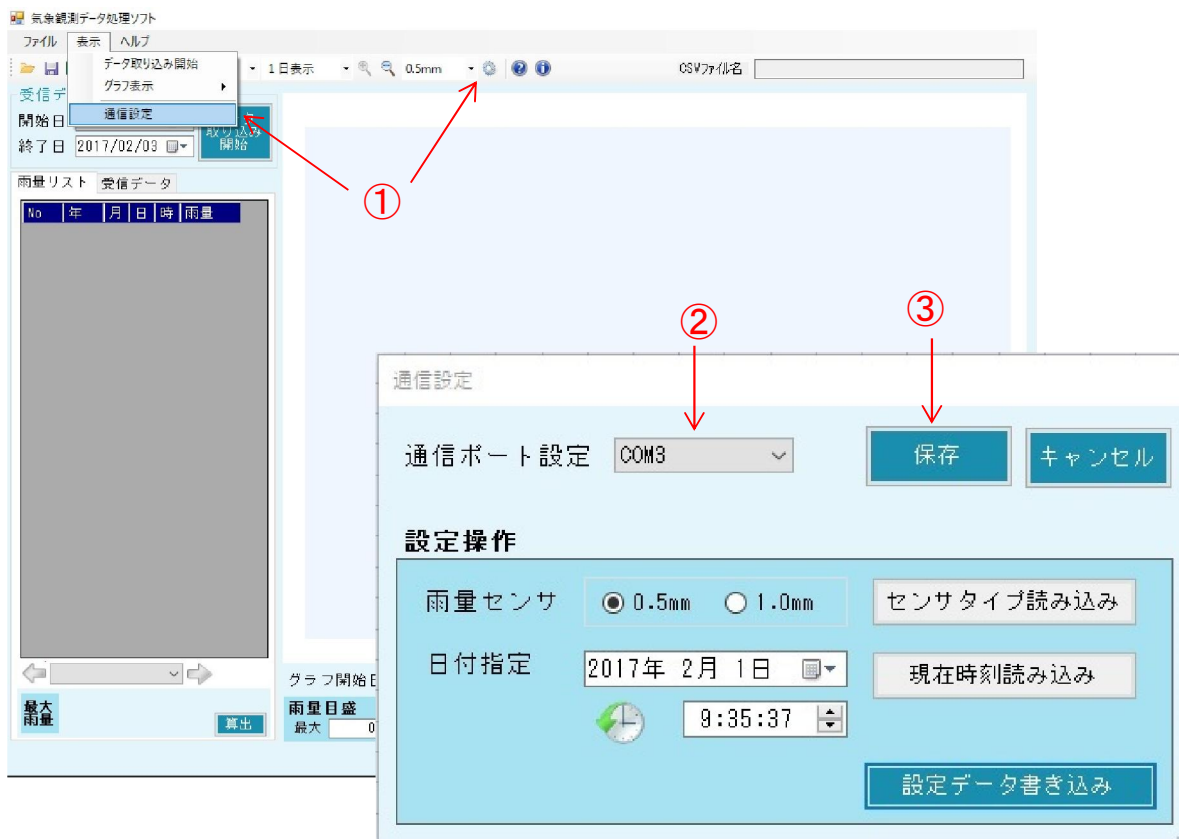 気象観測データ処理ソフト
ファイル 表示 ヘルプ
データ取り込み開始
1日表示 0.5mm CSVファイル名
グラフ表示
受信デ
通信設定
開始日
取り込み
開始
終了日 2017/02/03
雨量リスト 受信データ
①
No 年 月 日 時 雨量
② ③
通信設定
通信ポート設定 COM3 保存 キャンセル
設定操作
雨量センサ 0.5mm 1.0mm センサタイプ読み込み
日付指定 2017年 2月 1日 現在時刻読み込み
9:35:37
設定データ書き込み
グラフ開始日
最大
雨量 算出
雨量目盛
最大 0